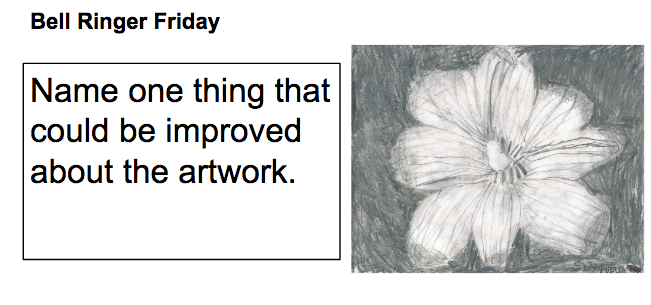 Bell Ringer Friday
Name one thing that
could be improved
about the artwork.